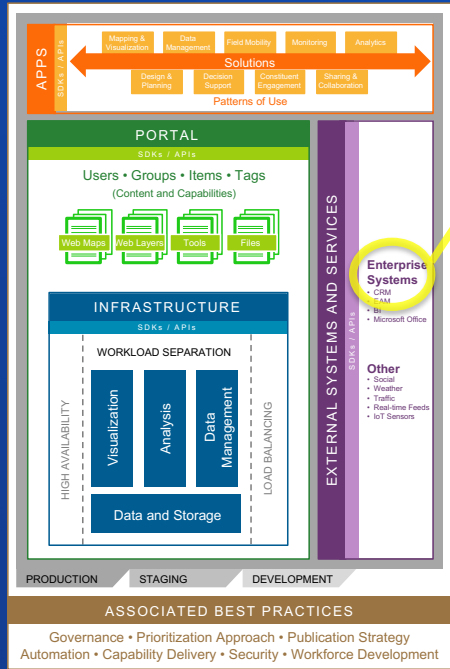 APPS
SDKs / APIs
Mapping & Visualization
Data Management
Field Mobility
Monitoring
Analytics
Solutions
Design & Planning
Decision Support
Constituent Engagement
Sharing & Collaboration
Patterns of Use
PORTAL
SDKs / APIs
Users • Groups • Items • Tags
(Content and Capabilities)
Web Maps
Web Layers
Tools
Files
INFRASTRUCTURE
SDKs / APIs
WORKLOAD SEPARATION
HIGH AVAILABILITY
Visualization
Analysis
Data Management
LOAD BALANCING
Data and Storage
EXTERNAL SYSTEMS AND SERVICES
SDKs / APIs
Enterprise
Systems
• CRM
• EAM
• BI
• Microsoft Office
Other
• Social
• Weather
• Traffic
• Real-time Feeds
• IoT Sensors
PRODUCTION
STAGING
DEVELOPMENT
ASSOCIATED BEST PRACTICES
Governance • Prioritization Approach • Publication Strategy
Automation • Capability Delivery • Security • Workforce Development